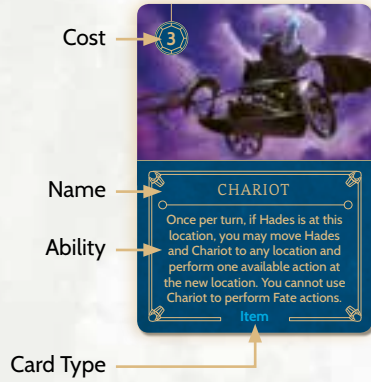 Cost
3
Name
CHARIOT
Ability
Once per turn, if Hades is at this
location, you may move Hades
and Chariot to any location and
perform one available action at
the new location. You cannot use
Chariot to perform Fate actions.
Item
Card Type